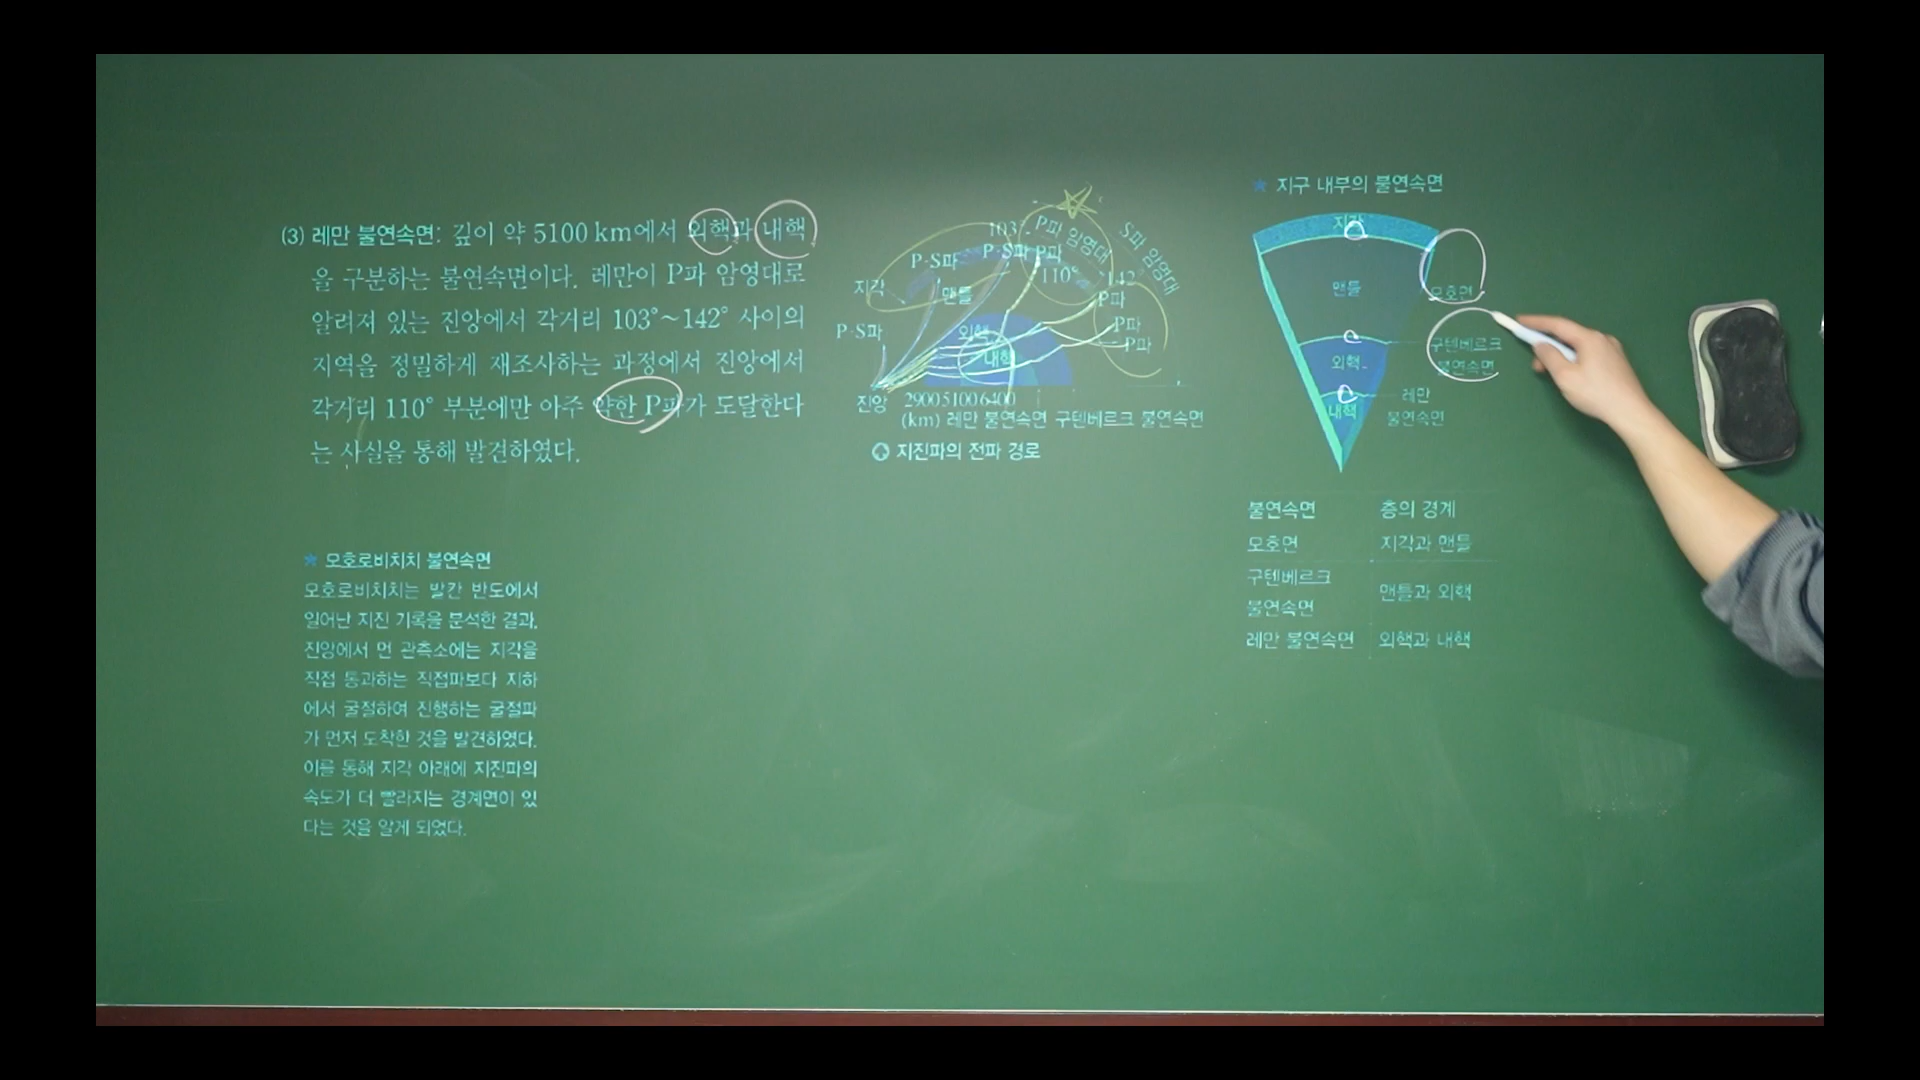 (3) 레만 불연속면: 깊이 약 5100 km에서 외핵과 내핵
을 구분하는 불연속면이다. 레만이 P파 암영대로
알려져 있는 진앙에서 각거리 103°~142° 사이의
지역을 정밀하게 재조사하는 과정에서 진앙에서
각거리 110° 부분에만 아주 약한 P파가 도달한다
는 사실을 통해 발견하였다.
★ 모호로비치치 불연속면
모호로비치치는 발칸 반도에서
일어난 지진 기록을 분석한 결과,
진앙에서 먼 관측소에는 지각을
직접 통과하는 직접파보다 지하
에서 굴절하여 진행하는 굴절파
가 먼저 도착한 것을 발견하였다.
이를 통해 지각 아래에 지진파의
속도가 더 빨라지는 경계면이 있
다는 것을 알게 되었다.
103°
P파 암영대
S파 암영대
P·S파
P·S파
P파
110°
142°
지각
맨틀
P파
P·S파
외핵
P파
내핵
P파
진앙
2900 5100 6400
(km) 레만 불연속면 구텐베르크 불연속면
지진파의 전파 경로
★ 지구 내부의 불연속면
지각
맨틀
모호면
외핵
구텐베르크
불연속면
내핵
레만
불연속면
불연속면 층의 경계
모호면 지각과 맨틀
구텐베르크
불연속면
맨틀과 외핵
레만 불연속면 외핵과 내핵